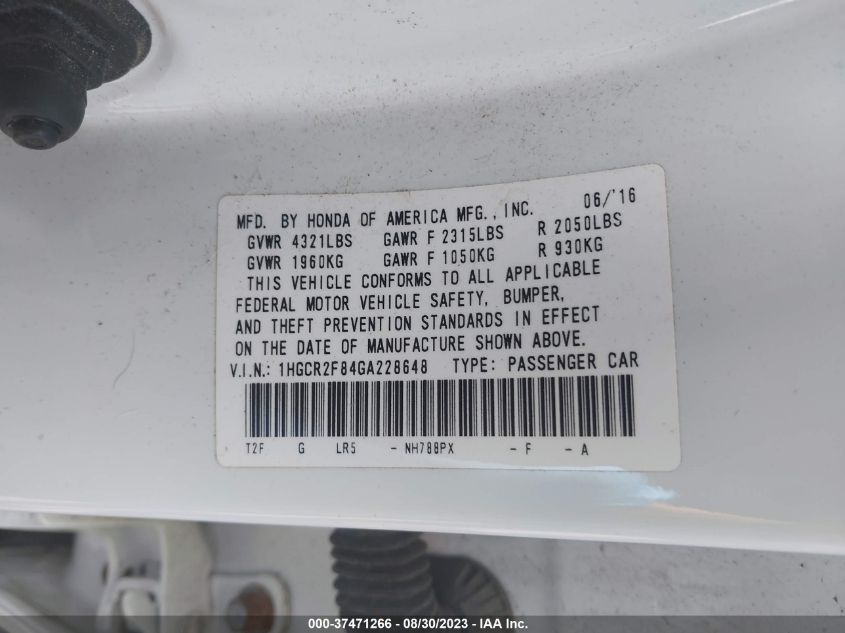 MFD. BY HONDA OF AMERICA MFG., INC. 06/'16
GVWR 4321LBS GAWR F 2315LBS R 2050LBS
GVWR 1960KG GAWR F 1050KG R 930KG
THIS VEHICLE CONFORMS TO ALL APPLICABLE
FEDERAL MOTOR VEHICLE SAFETY, BUMPER,
AND THEFT PREVENTION STANDARDS IN EFFECT
ON THE DATE OF MANUFACTURE SHOWN ABOVE.
V.I.N.: 1HGCR2F84GA228648 TYPE: PASSENGER CAR
T2F G LR5 - NH788PX - F - A
000-37471266 - 08/30/2023 - IAA Inc.